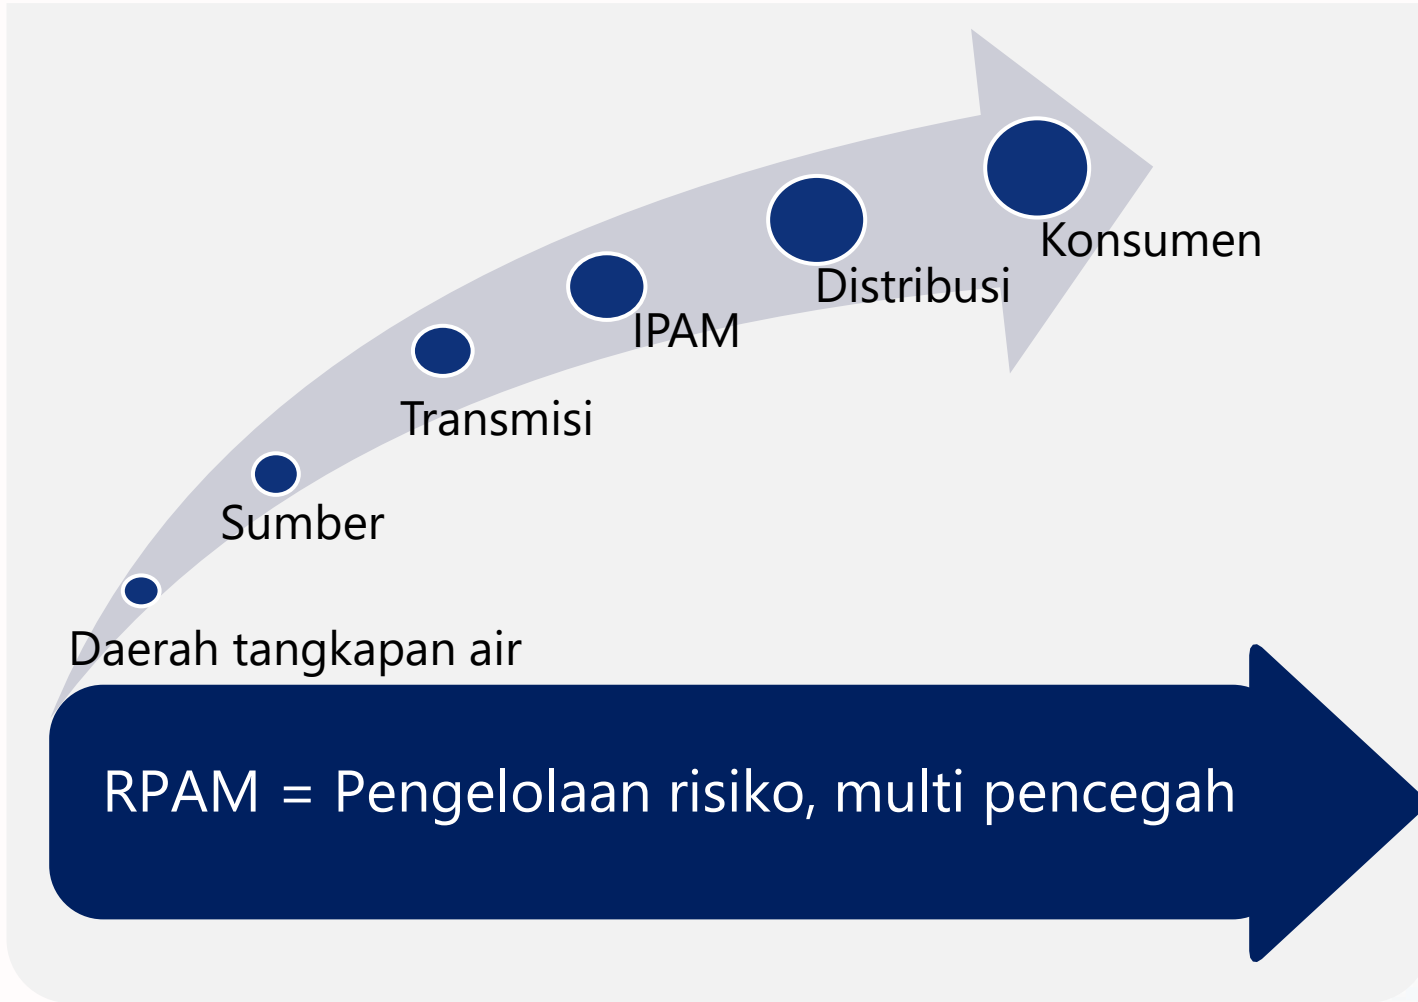 Konsumen
Distribusi
IPAM
Transmisi
Sumber
Daerah tangkapan air
RPAM = Pengelolaan risiko, multi pencegah